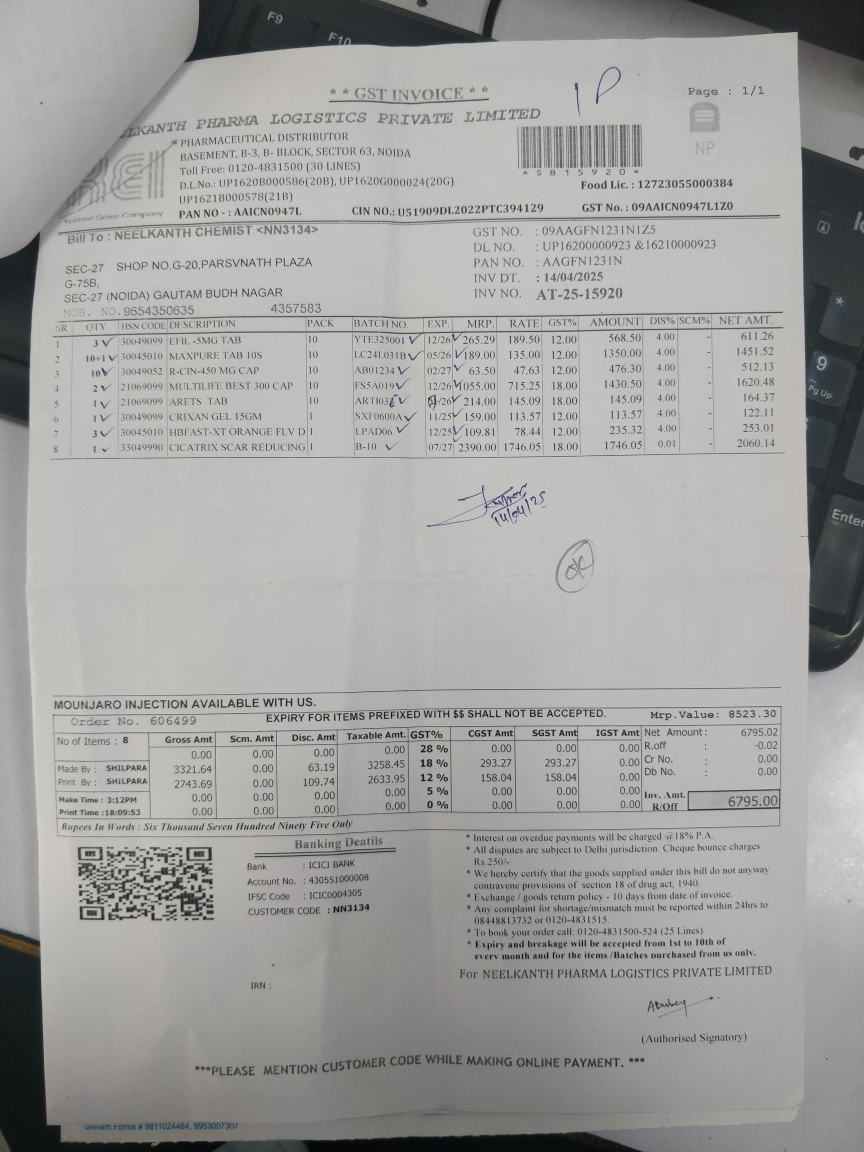 F9
F10
* * GST INVOICE * *
1P
Page : 1/1
ELKANTH PHARMA LOGISTICS PRIVATE LIMITED
PHARMACEUTICAL DISTRIBUTOR
BASEMENT, B-3, B- BLOCK, SECTOR 63, NOIDA
Toll Free: 0120-4831500 (30 LINES)
D.L.No.: UP1620B000586(20B), UP1620G000024(20G)
UP1621B000578(21B)
PAN NO - : AAICN0947L CIN NO.: U51909DL2022PTC394129 GST No. : 09AAICN0947L1Z0
* S B 1 5 9 2 0 *
NP
Food Lic. : 12723055000384
Group Company
Bill To : NEELKANTH CHEMIST <NN3134>
SEC-27 SHOP NO.G-20,PARSVNATH PLAZA
G-75B,
SEC-27 (NOIDA) GAUTAM BUDH NAGAR
MOB. NO.9654350635 4357583
GST NO. : 09AAGFN1231N1Z5
DL NO. : UP16200000923 &16210000923
PAN NO. : AAGFN1231N
INV DT. : 14/04/2025
INV NO. AT-25-15920
SR QTY HSN CODE DESCRIPTION PACK BATCH NO. EXP. MRP. RATE GST% AMOUNT DIS% SCM% NET AMT.
1 3 30049099 EFIL -5MG TAB 10 YTE325001 12/26 265.29 189.50 12.00 568.50 4.00 - 611.26
2 10+1 30045010 MAXPURE TAB 10S 10 LC24L031B 05/26 189.00 135.00 12.00 1350.00 4.00 - 1451.52
3 10 30049052 R-CIN-450 MG CAP 10 AB01234 02/27 63.50 47.63 12.00 476.30 4.00 - 512.13
4 2 21069099 MULTILIFE BEST 300 CAP 10 FS5A019 12/26 1055.00 715.25 18.00 1430.50 4.00 - 1620.48
5 1 21069099 ARETS TAB 10 214.00 145.09 18.00 145.09 4.00 - 164.37
6 1 30049099 CRIXAN GEL 15GM 1 SXF0600A 11/25 159.00 113.57 12.00 113.57 4.00 - 122.11
7 3 30045010 HBFAST-XT ORANGE FLV D 1 LPAD06 12/25 109.81 78.44 12.00 235.32 4.00 - 253.01
8 1 33049990 CICATRIX SCAR REDUCING 1 B-10 07/27 2390.00 1746.05 18.00 1746.05 0.01 - 2060.14
14/04/25
OK
MOUNJARO INJECTION AVAILABLE WITH US.
Order No. 606499 EXPIRY FOR ITEMS PREFIXED WITH $$ SHALL NOT BE ACCEPTED. Mrp.Value: 8523.30
No of Items : 8 Gross Amt Scm. Amt Disc. Amt Taxable Amt. GST% CGST Amt SGST Amt IGST Amt Net Amount : 6795.02
0.00 0.00 0.00 0.00 28 % 0.00 0.00 0.00 R.off : -0.02
Made By : SHILPARA 3321.64 0.00 63.19 3258.45 18 % 293.27 293.27 0.00 Cr No. : 0.00
Print By : SHILPARA 2743.69 0.00 109.74 2633.95 12 % 158.04 158.04 0.00 Db No. : 0.00
Make Time : 3:12PM 0.00 0.00 0.00 0.00 5 % 0.00 0.00 0.00 Inv. Amt.
Print Time :18:09:53 0.00 0.00 0.00 0.00 0 % 0.00 0.00 0.00 R/Off 6795.00
Rupees In Words : Six Thousand Seven Hundred Ninety Five Only
Banking Deatils
Bank : ICICI BANK
Account No. : 430551000008
IFSC Code : ICIC0004305
CUSTOMER CODE : NN3134
IRN :
* Interest on overdue payments will be charged @18% P.A.
* All disputes are subject to Delhi jurisdiction. Cheque bounce charges
Rs.250/-
* We hereby certify that the goods supplied under this bill do not anyway
contravene provisions of section 18 of drug act, 1940.
* Exchange / goods return policy - 10 days from date of invoice.
* Any complaint for shortage/mismatch must be reported within 24hrs to
08448813732 or 0120-4831515.
* To book your order call: 0120-4831500-524 (25 Lines).
* Expiry and breakage will be accepted from 1st to 10th of
every month and for the items /Batches purchased from us only.
For NEELKANTH PHARMA LOGISTICS PRIVATE LIMITED
(Authorised Signatory)
***PLEASE MENTION CUSTOMER CODE WHILE MAKING ONLINE PAYMENT. ***
Shivam Forms # 9811024464, 9953007307
*
9
Pg Up
Enter